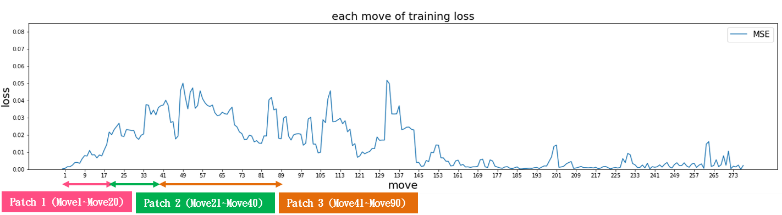 each move of training loss
MSE
loss
0.08
0.07
0.06
0.05
0.04
0.03
0.02
0.01
0.00
1 9 17 25 33 41 49 57 65 73 81 89 97 105 113 121 129 137 145 153 161 169 177 185 193 201 209 217 225 233 241 249 257 265 273
move
Patch 1 (Move1~Move20) Patch 2 (Move21~Move40) Patch 3 (Move41~Move90)